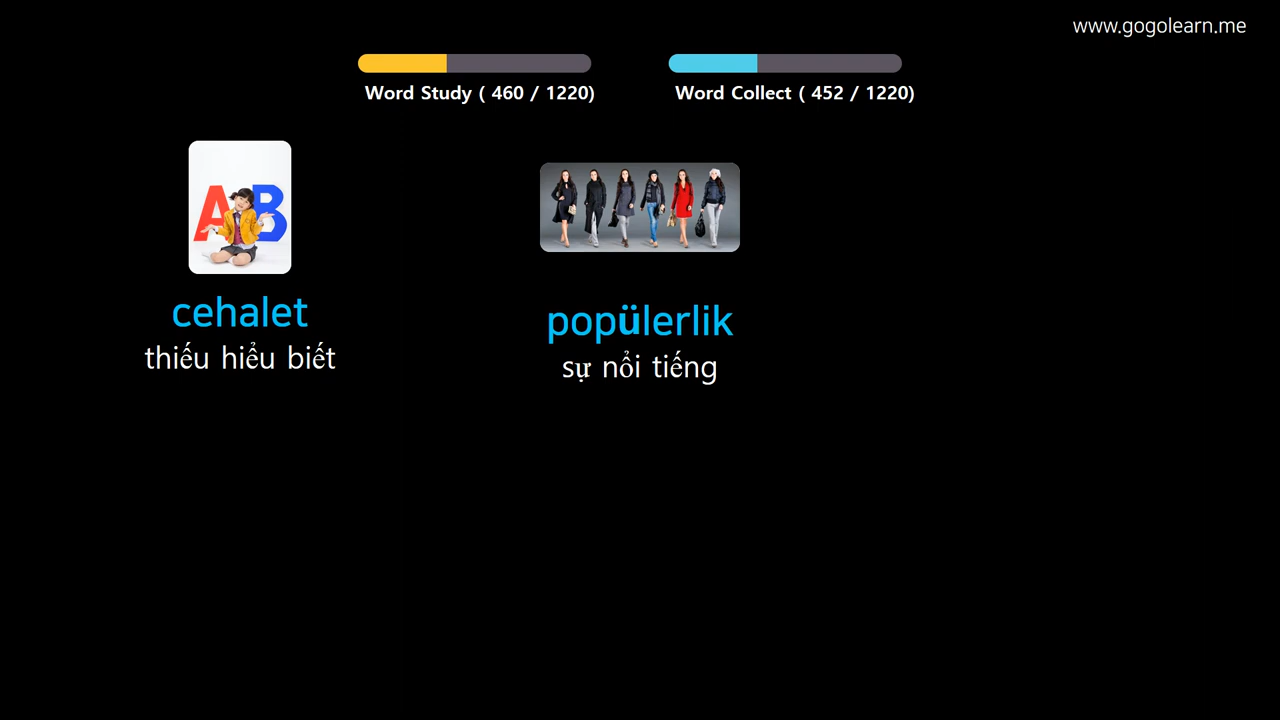 www.gogolearn.me
Word Study ( 460 / 1220)
Word Collect ( 452 / 1220)
AB
cehalet
thiếu hiểu biết
popülerlik
sự nổi tiếng